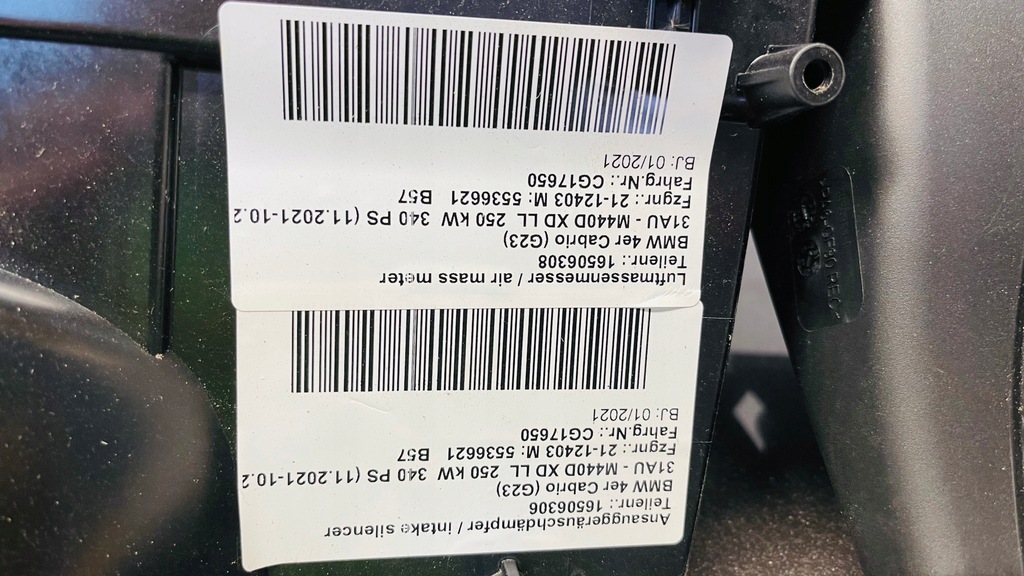 Ansauggeräuschdämpfer / intake silencer
Teilenr.: 16506306
BMW 4er Cabrio (G23)
31AU - M440D XD LL 250 kW 340 PS (11.2021-10.2
Fzgnr.: 21-12403 M: 5536621 B57
Fahrg.Nr.: CG17650
BJ: 01/2021
Luftmassenmesser / air mass meter
Teilenr.: 16506308
BMW 4er Cabrio (G23)
31AU - M440D XD LL 250 kW 340 PS (11.2021-10.2
Fzgnr.: 21-12403 M: 5536621 B57
Fahrg.Nr.: CG17650
BJ: 01/2021